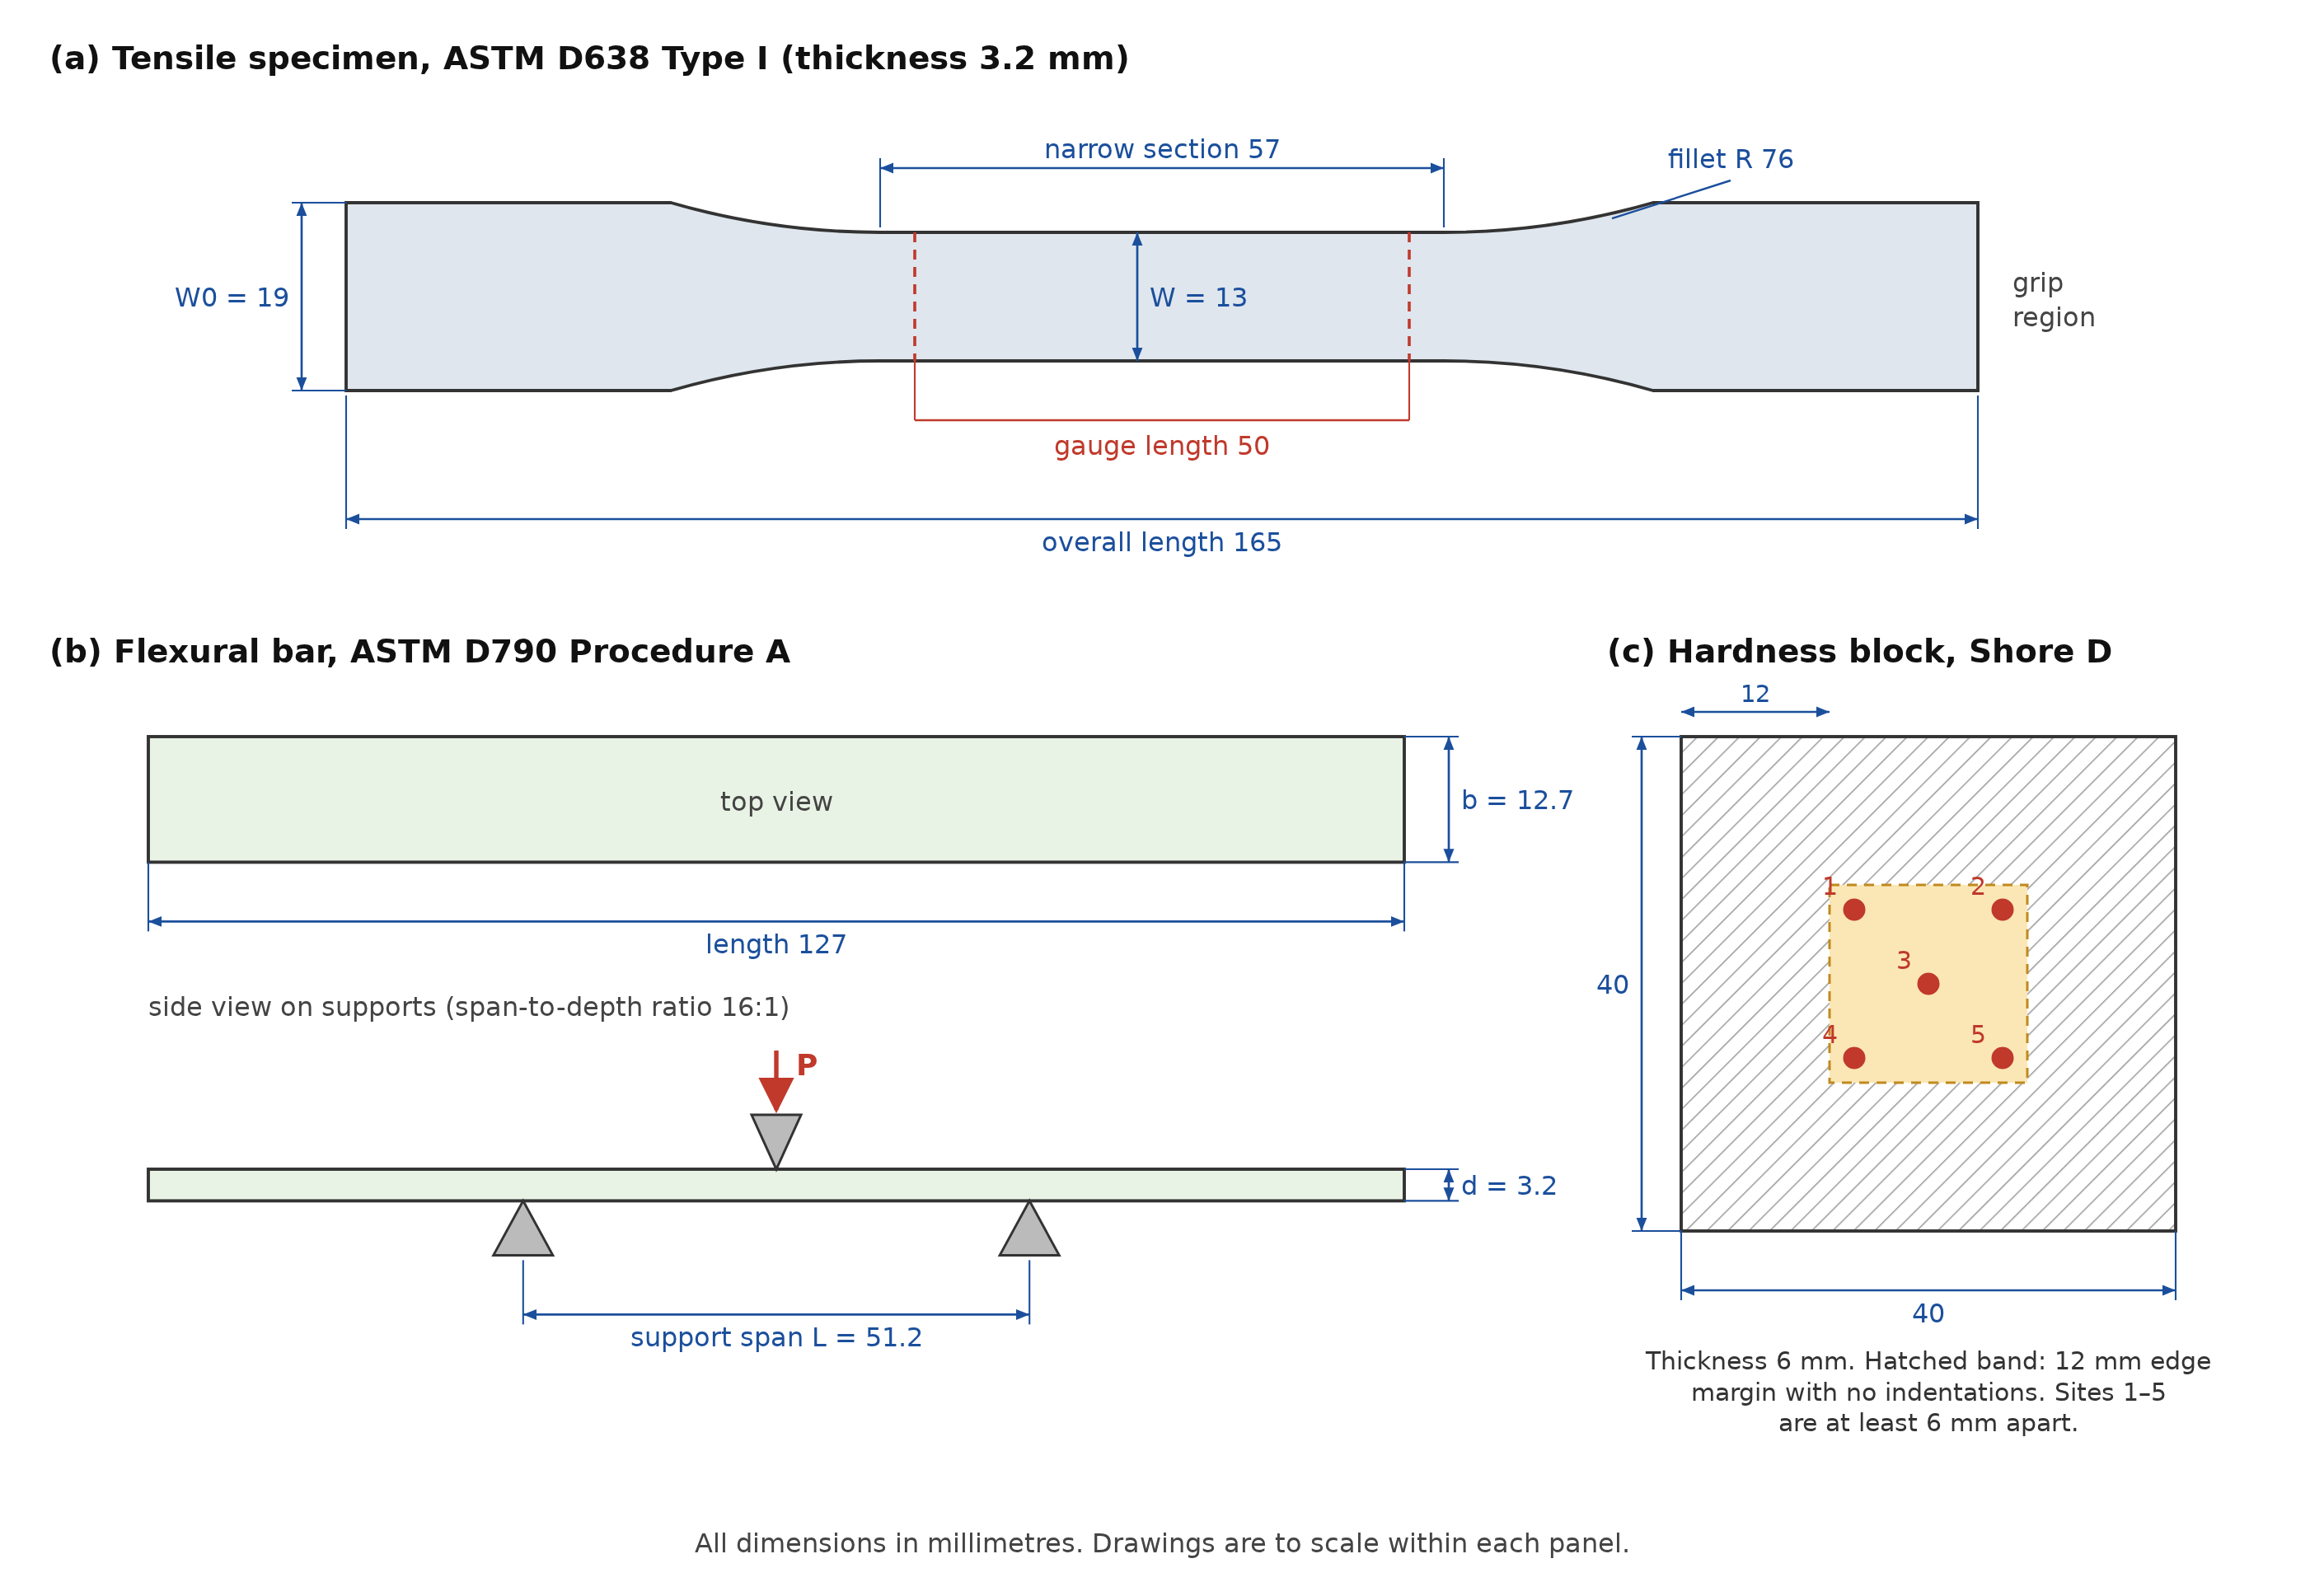 (a) Tensile specimen, ASTM D638 Type I (thickness 3.2 mm)
narrow section 57
fillet R 76
W0 = 19
W = 13
grip
region
gauge length 50
overall length 165
(b) Flexural bar, ASTM D790 Procedure A
top view
b = 12.7
length 127
side view on supports (span-to-depth ratio 16:1)
P
d = 3.2
support span L = 51.2
(c) Hardness block, Shore D
12
40
1
2
3
4
5
40
Thickness 6 mm. Hatched band: 12 mm edge
margin with no indentations. Sites 1–5
are at least 6 mm apart.
All dimensions in millimetres. Drawings are to scale within each panel.